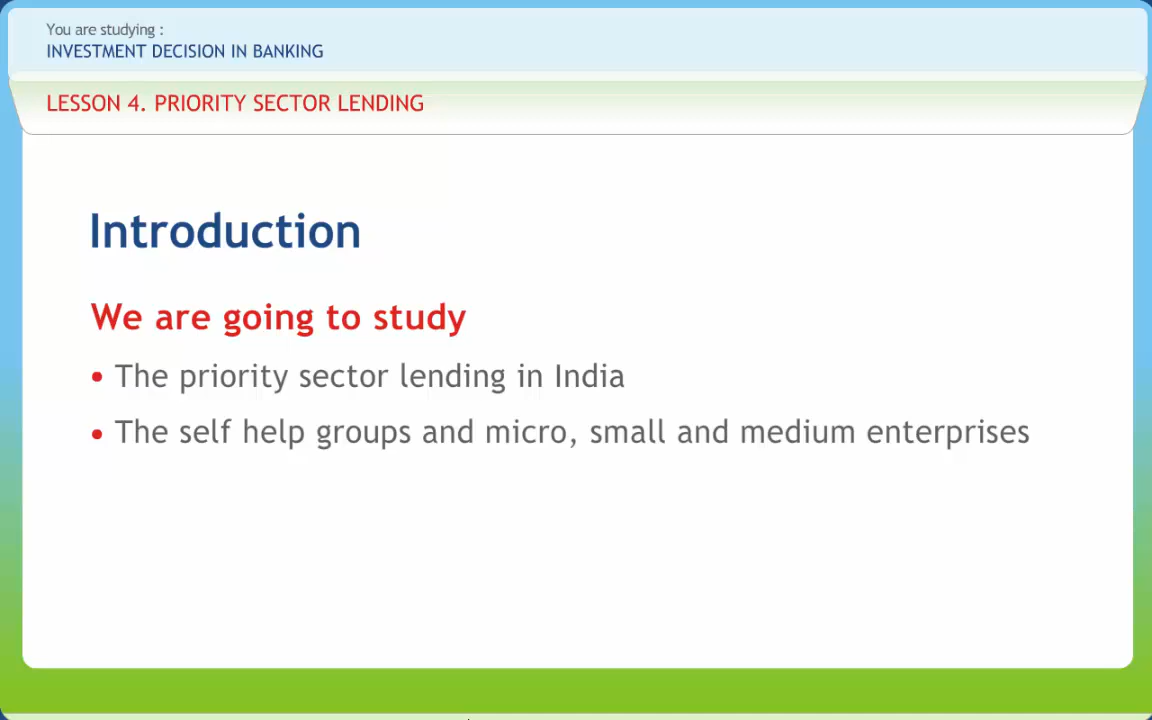 You are studying :
INVESTMENT DECISION IN BANKING
LESSON 4. PRIORITY SECTOR LENDING
Introduction
We are going to study
• The priority sector lending in India
• The self help groups and micro, small and medium enterprises